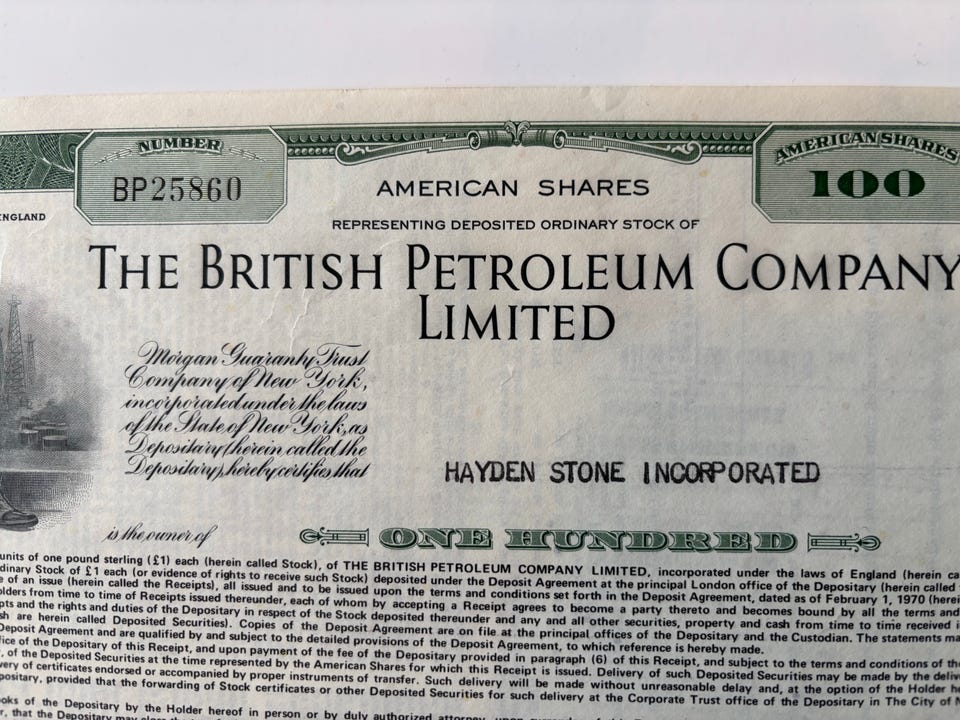 NUMBER
BP25860
AMERICAN SHARES
100
ENGLAND
AMERICAN SHARES
REPRESENTING DEPOSITED ORDINARY STOCK OF
THE BRITISH PETROLEUM COMPANY
LIMITED
Morgan Guaranty Trust
Company of New York,
incorporated under the laws
of the State of New York, as
Depositary (herein called the
Depositary), hereby certifies that
HAYDEN STONE INCORPORATED
is the owner of
ONE HUNDRED
units of one pound sterling (£1) each (herein called Stock), of THE BRITISH PETROLEUM COMPANY LIMITED, incorporated under the laws of England (herein
dinary Stock of £1 each (or evidence of rights to receive such Stock) deposited under the Deposit Agreement at the principal London office of the Depositary (herein called
e of an issue (herein called the Receipts), all issued and to be issued upon the terms and conditions set forth in the Deposit Agreement, dated as of February 1, 1970 (herei
olders from time to time of Receipts issued thereunder, each of whom by accepting a Receipt agrees to become a party thereto and becomes bound by all the terms and
pts and the rights and duties of the Depositary in respect of the Stock deposited thereunder and any and all other securities, property and cash from time to time received i
sh are herein called Deposited Securities). Copies of the Deposit Agreement are on file at the principal offices of the Depositary and the Custodian. The statements ma
Deposit Agreement and are qualified by and subject to the detailed provisions of the Deposit Agreement, to which reference is hereby made.
fice of the Depositary of this Receipt, and upon payment of the fee of the Depositary provided in paragraph (6) of this Receipt, and subject to the terms and conditions of the
, of the Deposited Securities at the time represented by the American Shares for which this Receipt is issued. Delivery of such Deposited Securities may be made by the deliv
very of certificates endorsed or accompanied by proper instruments of transfer. Such delivery will be made without unreasonable delay and, at the option of the Holder he
positary, provided that the forwarding of Stock certificates or other Deposited Securities for such delivery at the Corporate Trust office of the Depositary in The City of N
ooks of the Depositary by the Holder hereof in person or by duly authorized attorney, upon surrender of this
r, that the Depositary may close the